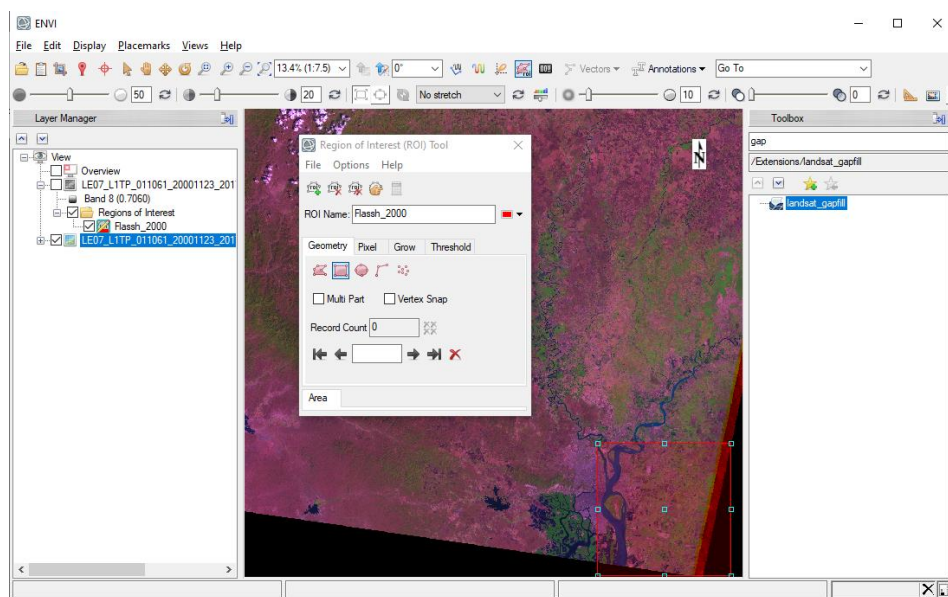 ENVI
File Edit Display Placemarks Views Help
13.4% (1:7.5) 0° Vectors Annotations Go To
50 20 No stretch 10 0
Layer Manager
View
Overview
LE07_L1TP_011061_20001123_201
Band 8 (0.7060)
Regions of Interest
Flassh_2000
LE07_L1TP_011061_20001123_201
Region of Interest (ROI) Tool
File Options Help
ROI Name: Flassh_2000
Geometry Pixel Grow Threshold
Multi Part Vertex Snap
Record Count 0
Area
N
Toolbox
gap
/Extensions/landsat_gapfill
landsat_gapfill